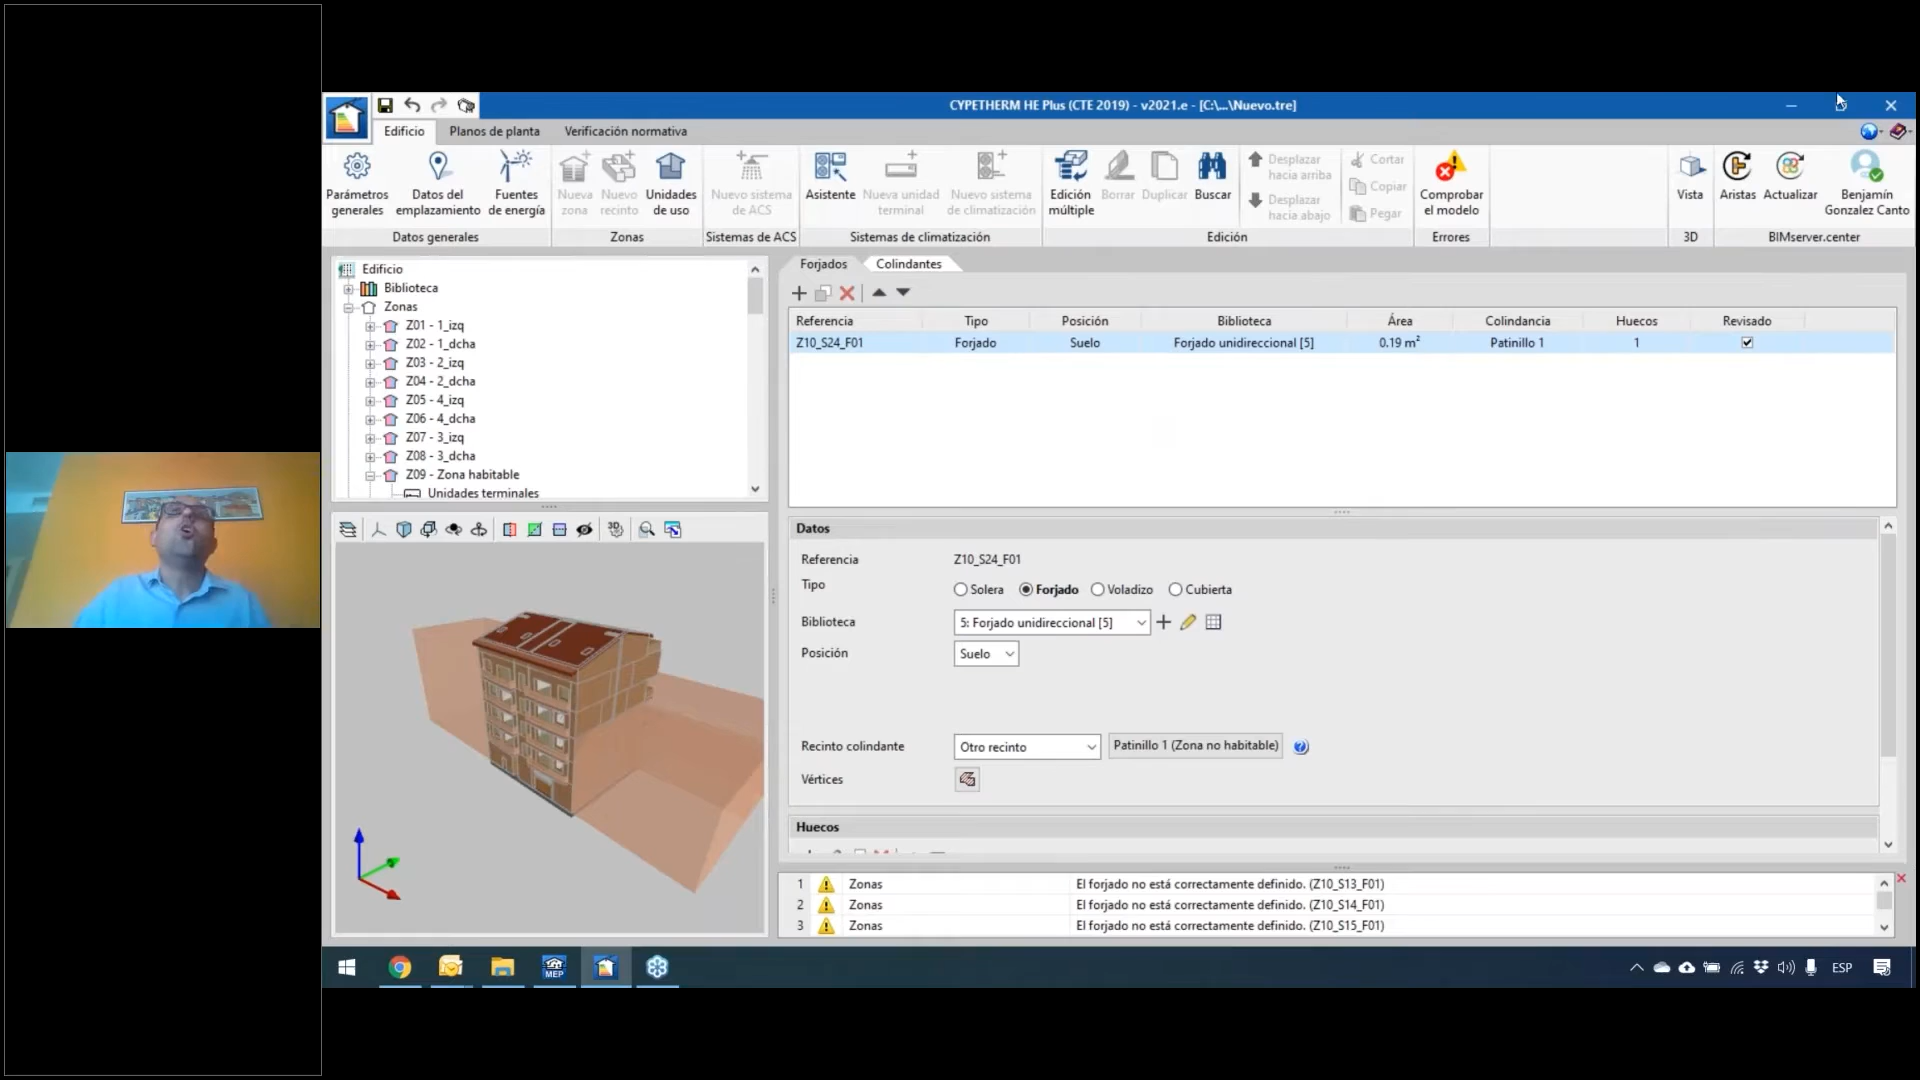 CYPETHERM HE Plus (CTE 2019) - v2021.e - [C:\...\Nuevo.tre]
Edificio
Planos de planta
Verificación normativa
Parámetros generales
Datos del emplazamiento
Fuentes de energía
Nueva zona
Nuevo recinto
Unidades de uso
Nuevo sistema de ACS
Asistente
Nueva unidad terminal
Nuevo sistema de climatización
Edición múltiple
Borrar
Duplicar
Buscar
Desplazar hacia arriba
Desplazar hacia abajo
Cortar
Copiar
Pegar
Comprobar el modelo
Vista
Aristas
Actualizar
Benjamín Gonzalez Canto
Datos generales
Zonas
Sistemas de ACS
Sistemas de climatización
Edición
Errores
3D
BIMserver.center
Edificio
Biblioteca
Zonas
Z01 - 1_izq
Z02 - 1_dcha
Z03 - 2_izq
Z04 - 2_dcha
Z05 - 4_izq
Z06 - 4_dcha
Z07 - 3_izq
Z08 - 3_dcha
Z09 - Zona habitable
Unidades terminales
Forjados
Colindantes
Referencia Tipo Posición Biblioteca Área Colindancia Huecos Revisado
Z10_S24_F01 Forjado Suelo Forjado unidireccional [5] 0.19 m² Patinillo 1 1
Datos
Referencia Z10_S24_F01
Tipo Solera Forjado Voladizo Cubierta
Biblioteca 5: Forjado unidireccional [5]
Posición Suelo
Recinto colindante Otro recinto Patinillo 1 (Zona no habitable)
Vértices
Huecos
1 Zonas El forjado no está correctamente definido. (Z10_S13_F01)
2 Zonas El forjado no está correctamente definido. (Z10_S14_F01)
3 Zonas El forjado no está correctamente definido. (Z10_S15_F01)
MEP
ESP